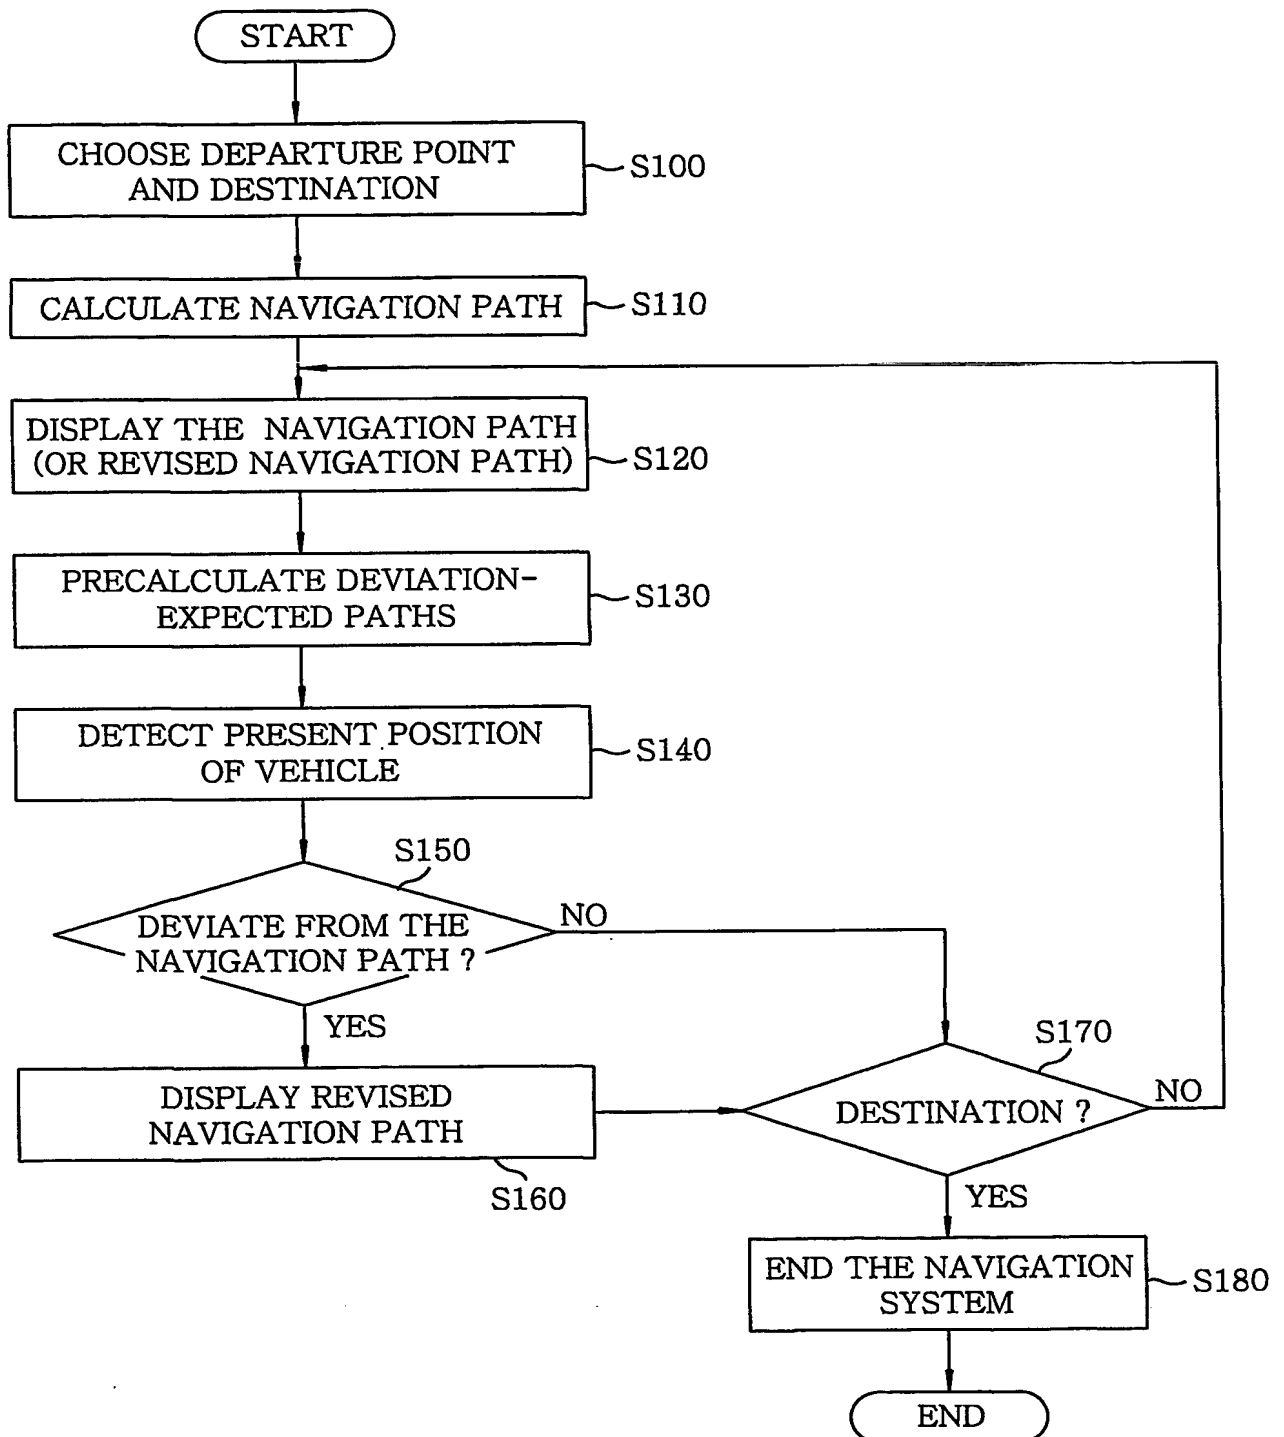 START
CHOOSE DEPARTURE POINT
AND DESTINATION
S100
CALCULATE NAVIGATION PATH
S110
DISPLAY THE NAVIGATION PATH
(OR REVISED NAVIGATION PATH)
S120
PRECALCULATE DEVIATION-
EXPECTED PATHS
S130
DETECT PRESENT POSITION
OF VEHICLE
S140
S150
DEVIATE FROM THE
NAVIGATION PATH ?
NO
YES
DISPLAY REVISED
NAVIGATION PATH
S160
S170
DESTINATION ?
NO
YES
END THE NAVIGATION
SYSTEM
S180
END